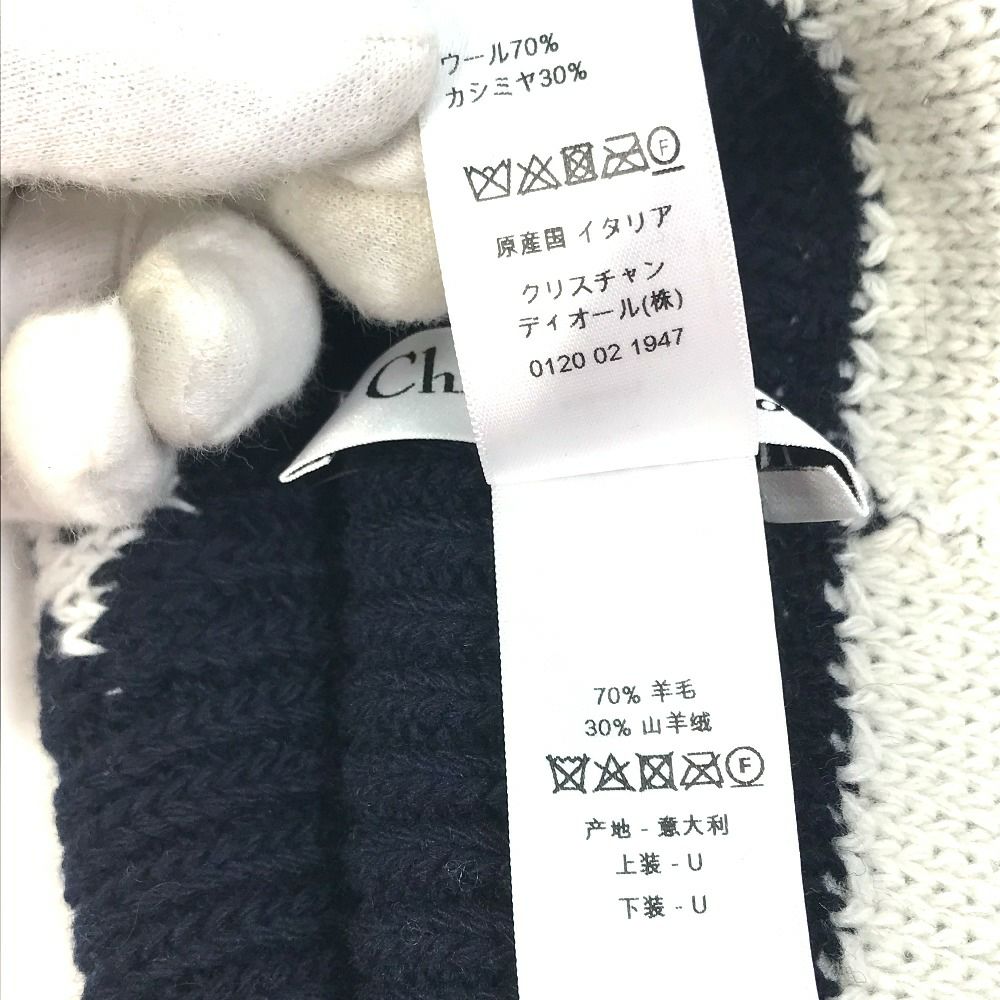 ウール70%
カシミヤ30%
F
原産国 イタリア
クリスチャン
ディオール(株)
0120 02 1947
Ch
70% 羊毛
30% 山羊绒
F
产地 - 意大利
上装 - U
下装 - U